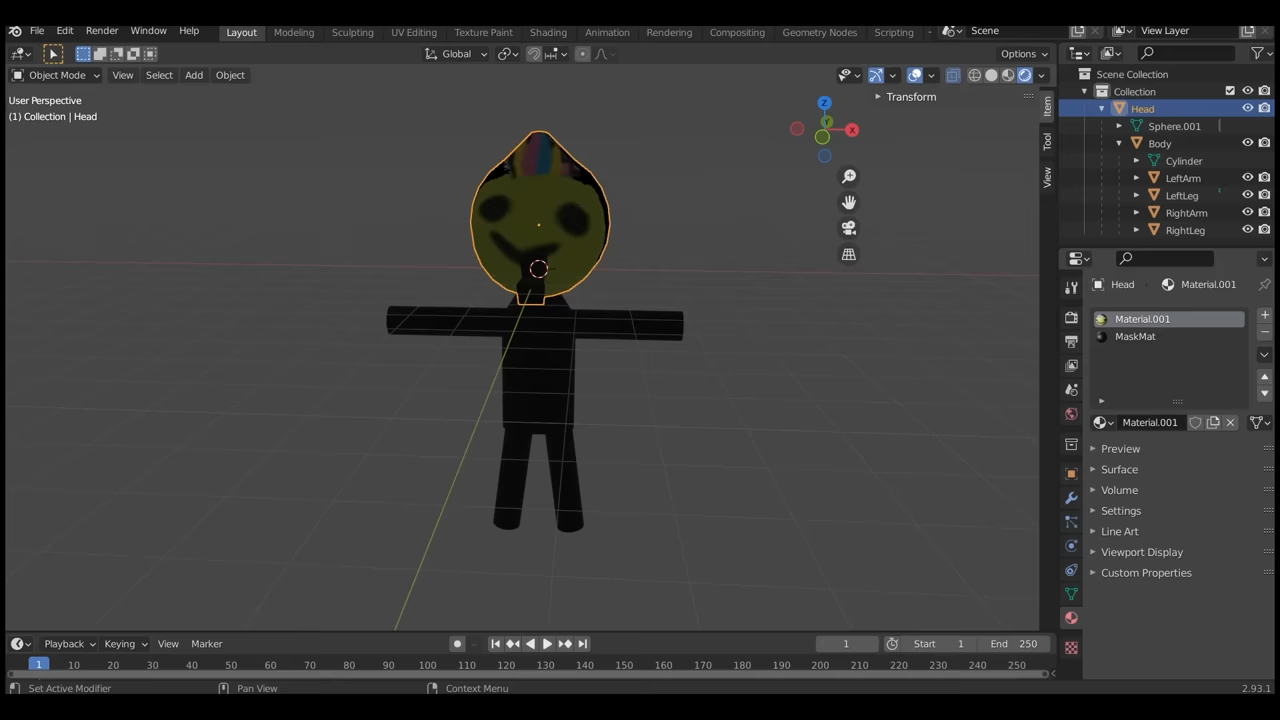 File Edit Render Window Help Layout Modeling Sculpting UV Editing Texture Paint Shading Animation Rendering Compositing Geometry Nodes Scripting Scene View Layer
Global Options
Object Mode View Select Add Object
User Perspective
(1) Collection | Head
Transform
Z
Y
X
Item
Tool
View
Scene Collection
Collection
Head
Sphere.001
Body
Cylinder
LeftArm
LeftLeg
RightArm
RightLeg
Head Material.001
Material.001
MaskMat
Material.001
Preview
Surface
Volume
Settings
Line Art
Viewport Display
Custom Properties
Playback Keying View Marker 1 Start 1 End 250
1 10 20 30 40 50 60 70 80 90 100 110 120 130 140 150 160 170 180 190 200 210 220 230 240 250
Set Active Modifier Pan View Context Menu 2.93.1